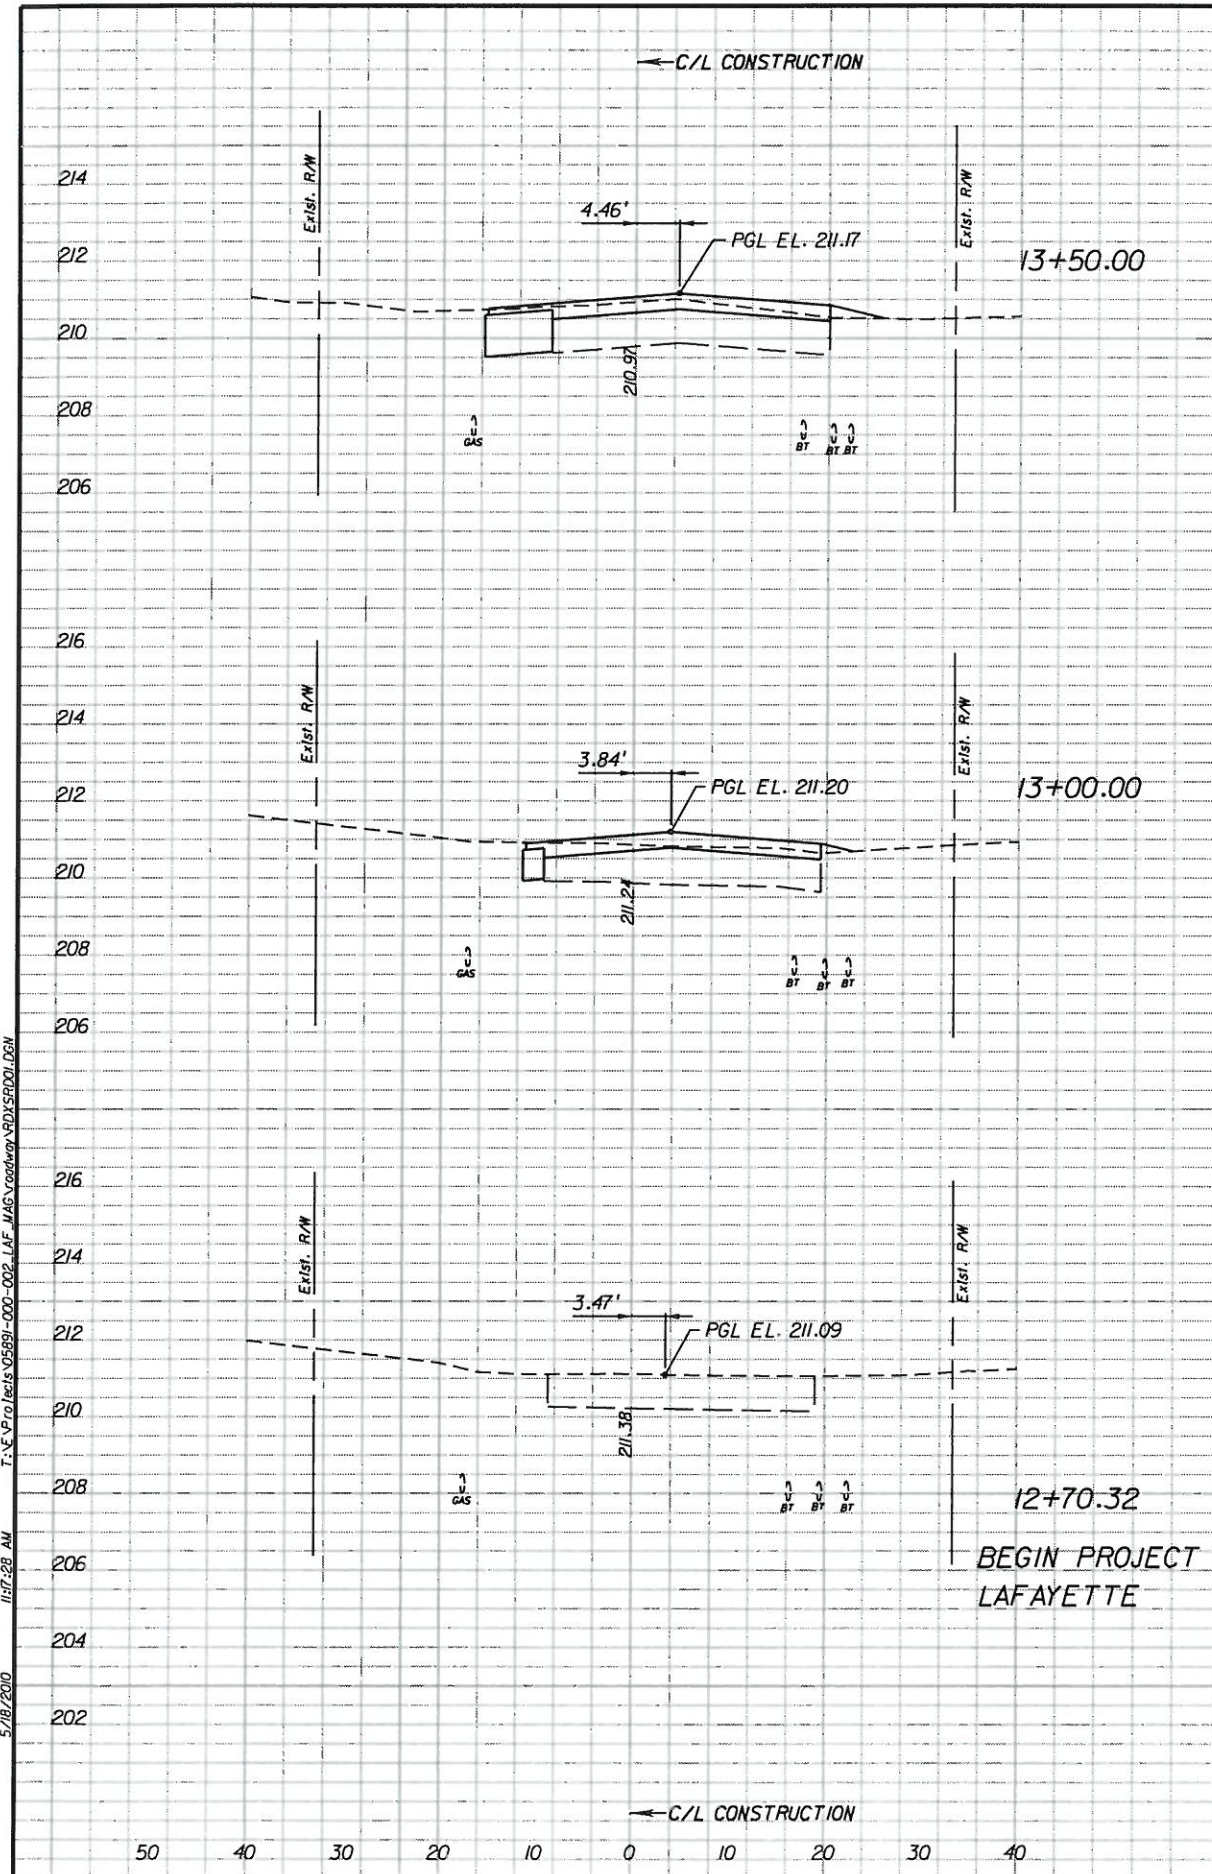 C/L CONSTRUCTION
214
Exist. R/W
Exist. R/W
4.46'
PGL EL. 211.17
212
13+50.00
210
210.97
208
GAS
BT
BT
BT
206
216
Exist. R/W
Exist. R/W
214
3.84'
PGL EL. 211.20
212
13+00.00
210
211.24
208
GAS
BT
BT
BT
206
216
Exist. R/W
Exist. R/W
214
3.47'
PGL EL. 211.09
212
210
211.38
208
GAS
BT
BT
BT
12+70.32
206
BEGIN PROJECT
LAFAYETTE
204
202
C/L CONSTRUCTION
50 40 30 20 10 0 10 20 30 40
5/18/2010 11:17:28 AM T:\E\Projects\05891-000-002_LAF_MAG\roadway\RDXSRD01.DGN